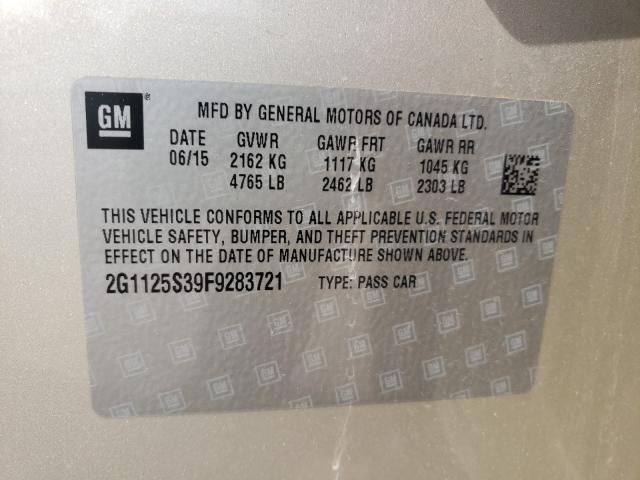 GM® MFD BY GENERAL MOTORS OF CANADA LTD.
DATE GVWR GAWR FRT GAWR RR
06/15 2162 KG 1117 KG 1045 KG
4765 LB 2462 LB 2303 LB
THIS VEHICLE CONFORMS TO ALL APPLICABLE U.S. FEDERAL MOTOR
VEHICLE SAFETY, BUMPER, AND THEFT PREVENTION STANDARDS IN
EFFECT ON THE DATE OF MANUFACTURE SHOWN ABOVE.
2G1125S39F9283721 TYPE: PASS CAR